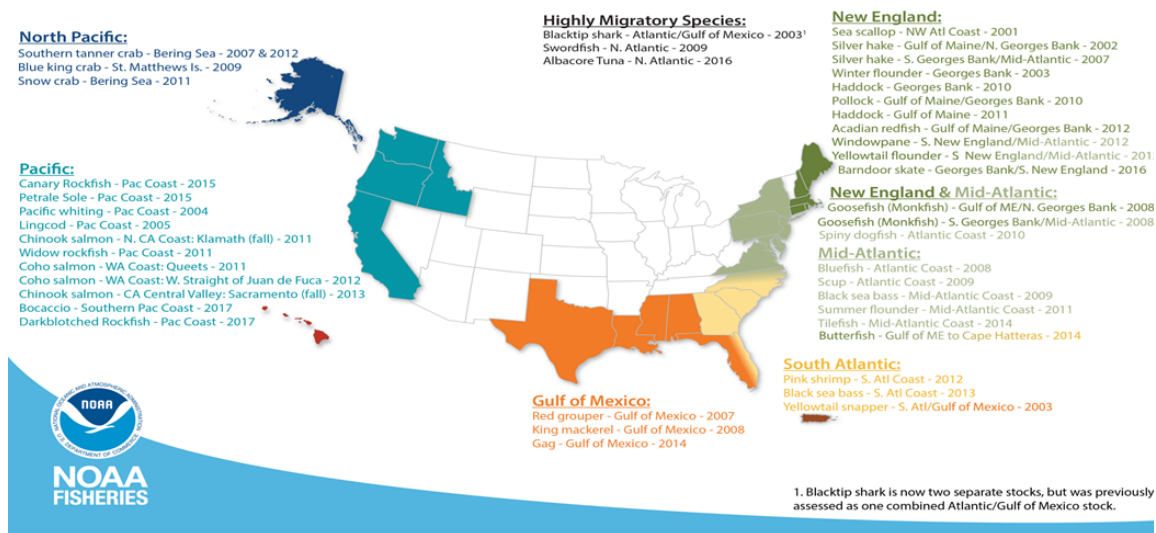 North Pacific:
Southern tanner crab - Bering Sea - 2007 & 2012
Blue king crab - St. Matthews Is. - 2009
Snow crab - Bering Sea - 2011
Highly Migratory Species:
Blacktip shark - Atlantic/Gulf of Mexico - 2003¹
Swordfish - N. Atlantic - 2009
Albacore Tuna - N. Atlantic - 2016
New England:
Sea scallop - NW Atl Coast - 2001
Silver hake - Gulf of Maine/N. Georges Bank - 2002
Silver hake - S. Georges Bank/Mid-Atlantic - 2007
Winter flounder - Georges Bank - 2003
Haddock - Georges Bank - 2010
Pollock - Gulf of Maine/Georges Bank - 2010
Haddock - Gulf of Maine - 2011
Acadian redfish - Gulf of Maine/Georges Bank - 2012
Windowpane - S. New England/Mid-Atlantic - 2012
Yellowtail flounder - S New England/Mid-Atlantic -
Barndoor skate - Georges Bank/S. New England - 2016
New England & Mid-Atlantic:
Goosefish (Monkfish) - Gulf of ME/N. Georges Bank - 2008
Goosefish (Monkfish) - S. Georges Bank/Mid-Atlantic - 2008
Spiny dogfish - Atlantic Coast - 2010
Mid-Atlantic:
Bluefish - Atlantic Coast - 2008
Scup - Atlantic Coast - 2009
Black sea bass - Mid-Atlantic Coast - 2009
Summer flounder - Mid-Atlantic Coast - 2011
Tilefish - Mid-Atlantic Coast - 2014
Butterfish - Gulf of ME to Cape Hatteras - 2014
Pacific:
Canary Rockfish - Pac Coast - 2015
Petrale Sole - Pac Coast - 2015
Pacific whiting - Pac Coast - 2004
Lingcod - Pac Coast - 2005
Chinook salmon - N. CA Coast: Klamath (fall) - 2011
Widow rockfish - Pac Coast - 2011
Coho salmon - WA Coast: Queets - 2011
Coho salmon - WA Coast: W. Straight of Juan de Fuca - 2012
Chinook salmon - CA Central Valley: Sacramento (fall) - 2013
Bocaccio - Southern Pac Coast - 2017
Darkblotched Rockfish - Pac Coast - 2017
South Atlantic:
Pink shrimp - S. Atl Coast - 2012
Black sea bass - S. Atl Coast - 2013
Yellowtail snapper - S. Atl/Gulf of Mexico - 2003
Gulf of Mexico:
Red grouper - Gulf of Mexico - 2007
King mackerel - Gulf of Mexico - 2008
Gag - Gulf of Mexico - 2014
NATIONAL OCEANIC AND ATMOSPHERIC ADMINISTRATION
NOAA
U.S. DEPARTMENT OF COMMERCE
NOAA
FISHERIES
1. Blacktip shark is now two separate stocks, but was previously
assessed as one combined Atlantic/Gulf of Mexico stock.